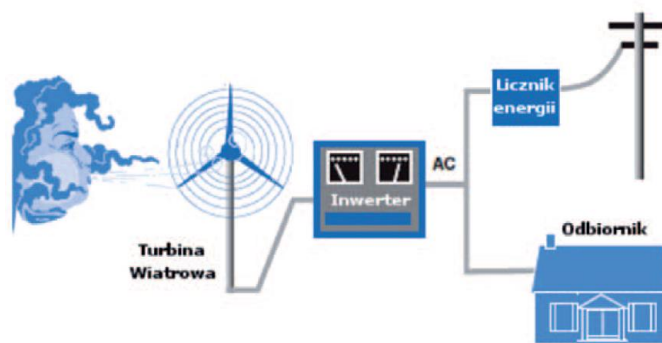 Licznik
energii
AC
Inwerter
Turbina
Wiatrowa
Odbiornik